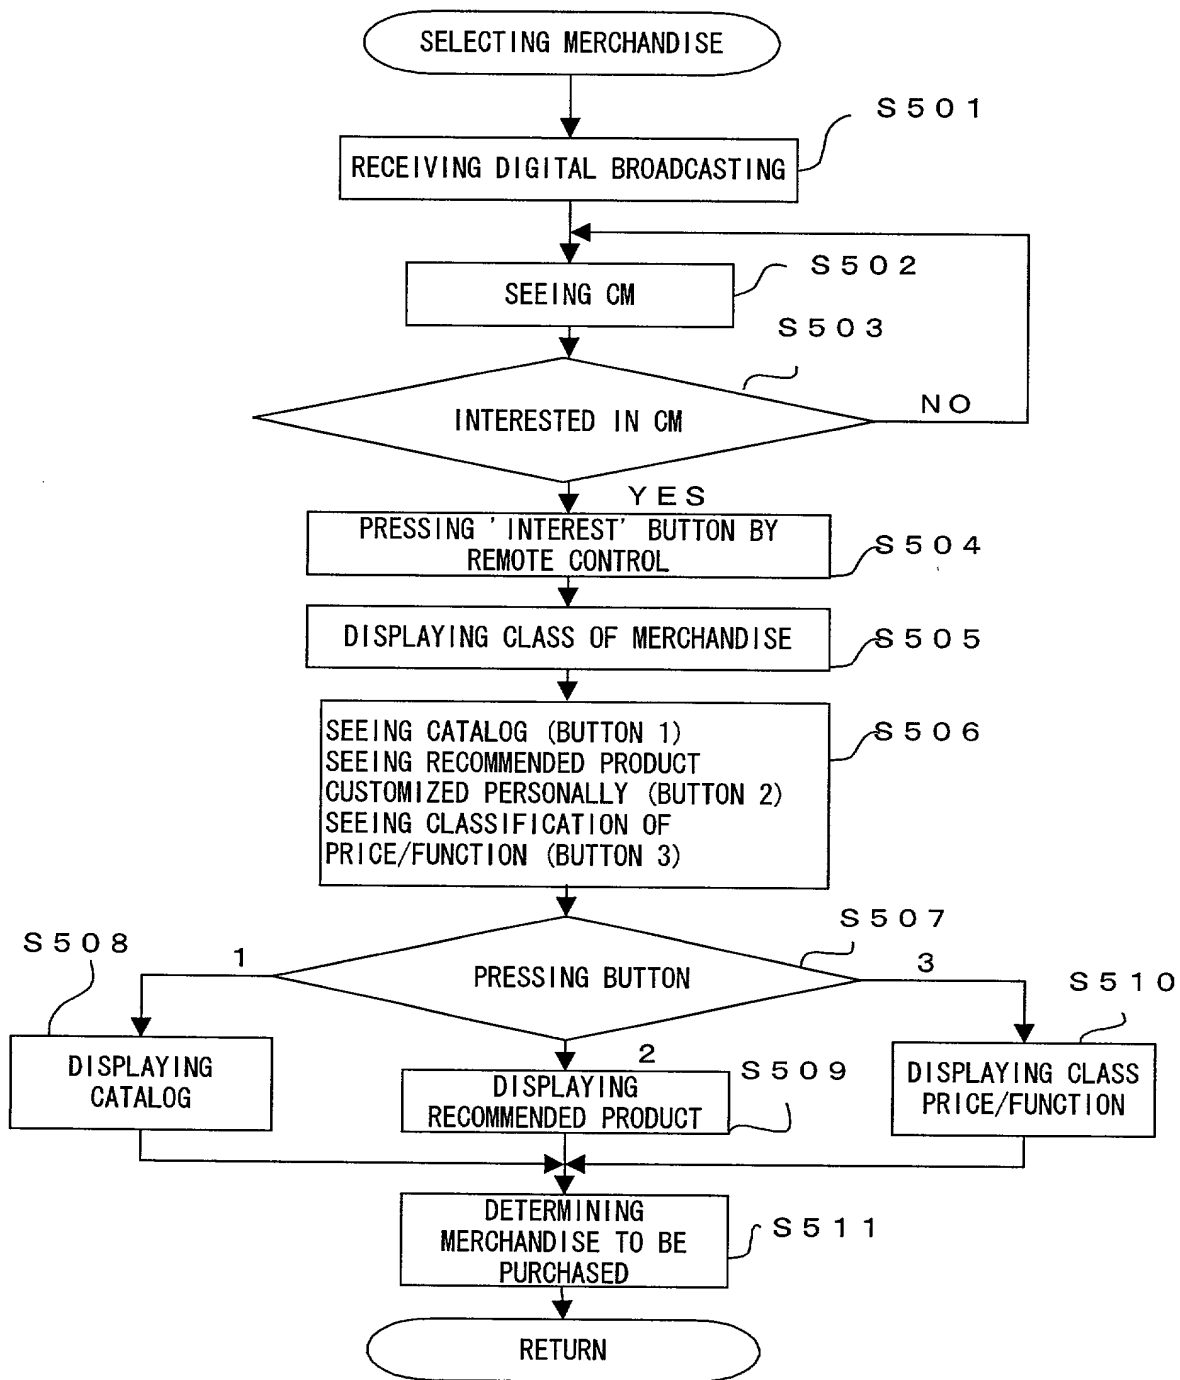 SELECTING MERCHANDISE
S501
RECEIVING DIGITAL BROADCASTING
S502
SEEING CM
S503
INTERESTED IN CM
NO
YES
PRESSING 'INTEREST' BUTTON BY
REMOTE CONTROL
S504
DISPLAYING CLASS OF MERCHANDISE
S505
SEEING CATALOG (BUTTON 1)
SEEING RECOMMENDED PRODUCT
CUSTOMIZED PERSONALLY (BUTTON 2)
SEEING CLASSIFICATION OF
PRICE/FUNCTION (BUTTON 3)
S506
S507
PRESSING BUTTON
1
2
3
S508
DISPLAYING
CATALOG
S509
DISPLAYING
RECOMMENDED PRODUCT
S510
DISPLAYING CLASS
PRICE/FUNCTION
DETERMINING
MERCHANDISE TO BE
PURCHASED
S511
RETURN